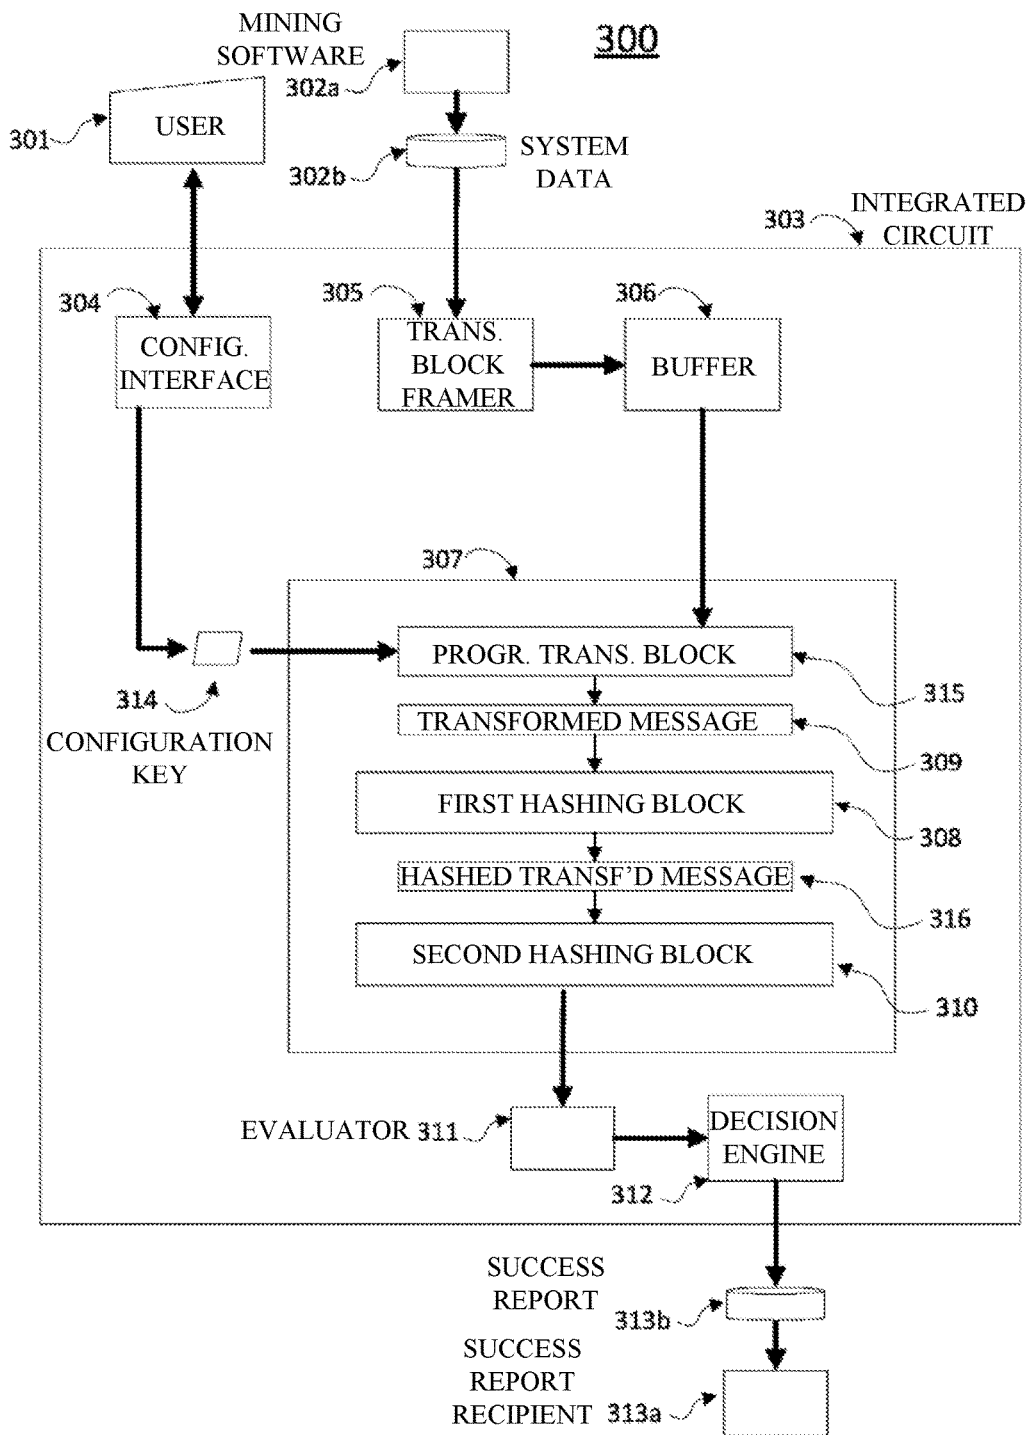 MINING
SOFTWARE
300
302a
USER
301
302b
SYSTEM
DATA
INTEGRATED
CIRCUIT
303
304
305
306
CONFIG.
INTERFACE
TRANS.
BLOCK
FRAMER
BUFFER
307
PROGR. TRANS. BLOCK
315
314
CONFIGURATION
KEY
TRANSFORMED MESSAGE
309
FIRST HASHING BLOCK
308
HASHED TRANSF'D MESSAGE
316
SECOND HASHING BLOCK
310
EVALUATOR 311
DECISION
ENGINE
312
SUCCESS
REPORT
313b
SUCCESS
REPORT
RECIPIENT 313a